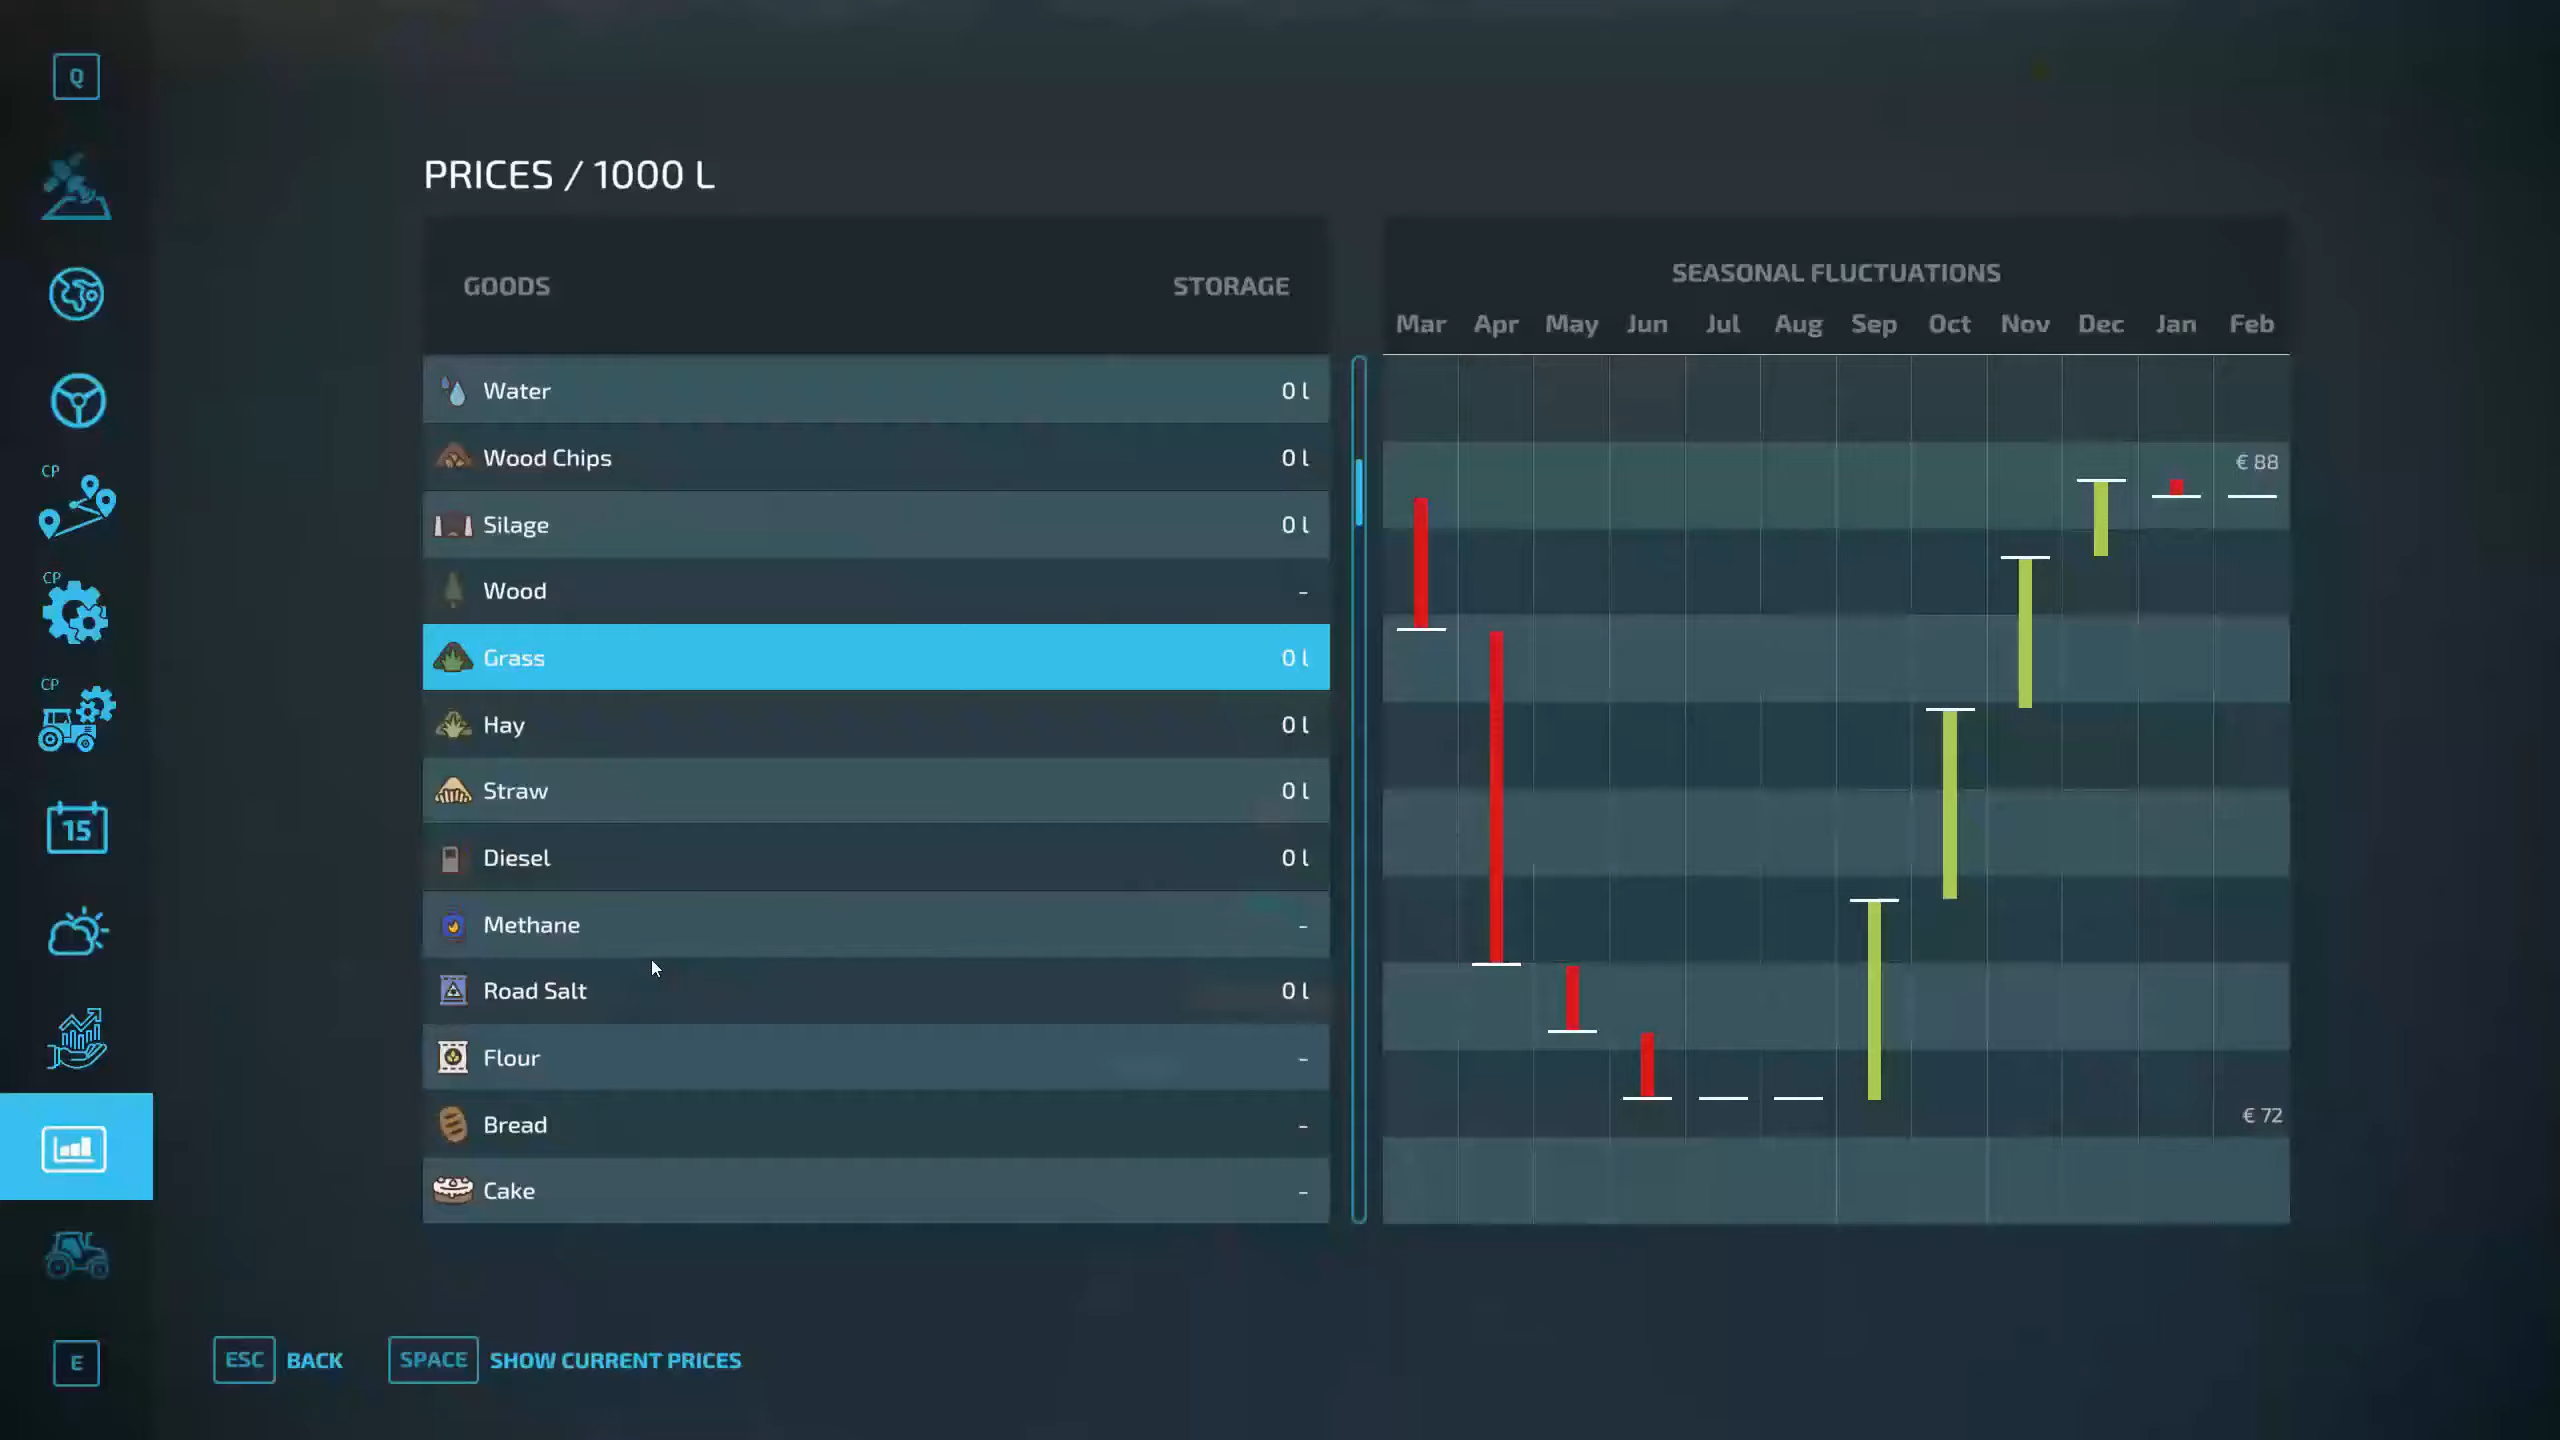 Q
PRICES / 1000 L
GOODS STORAGE
SEASONAL FLUCTUATIONS
Mar Apr May Jun Jul Aug Sep Oct Nov Dec Jan Feb
Water 0 l
Wood Chips 0 l
Silage 0 l
Wood -
Grass 0 l
Hay 0 l
Straw 0 l
Diesel 0 l
Methane -
Road Salt 0 l
Flour -
Bread -
Cake -
€ 88
€ 72
CP
CP
CP
15
E
ESC BACK SPACE SHOW CURRENT PRICES